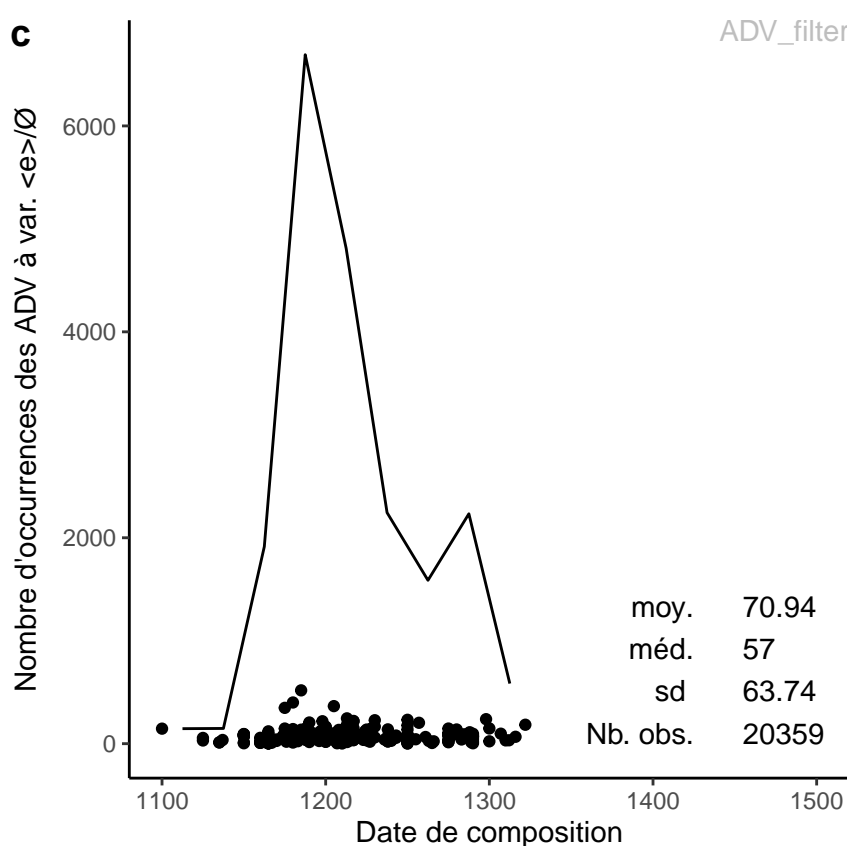 c
ADV_filter
Nombre d'occurrences des ADV à var. <e>/Ø
6000
4000
2000
0
moy. 70.94
méd. 57
sd 63.74
Nb. obs. 20359
1100 1200 1300 1400 1500
Date de composition